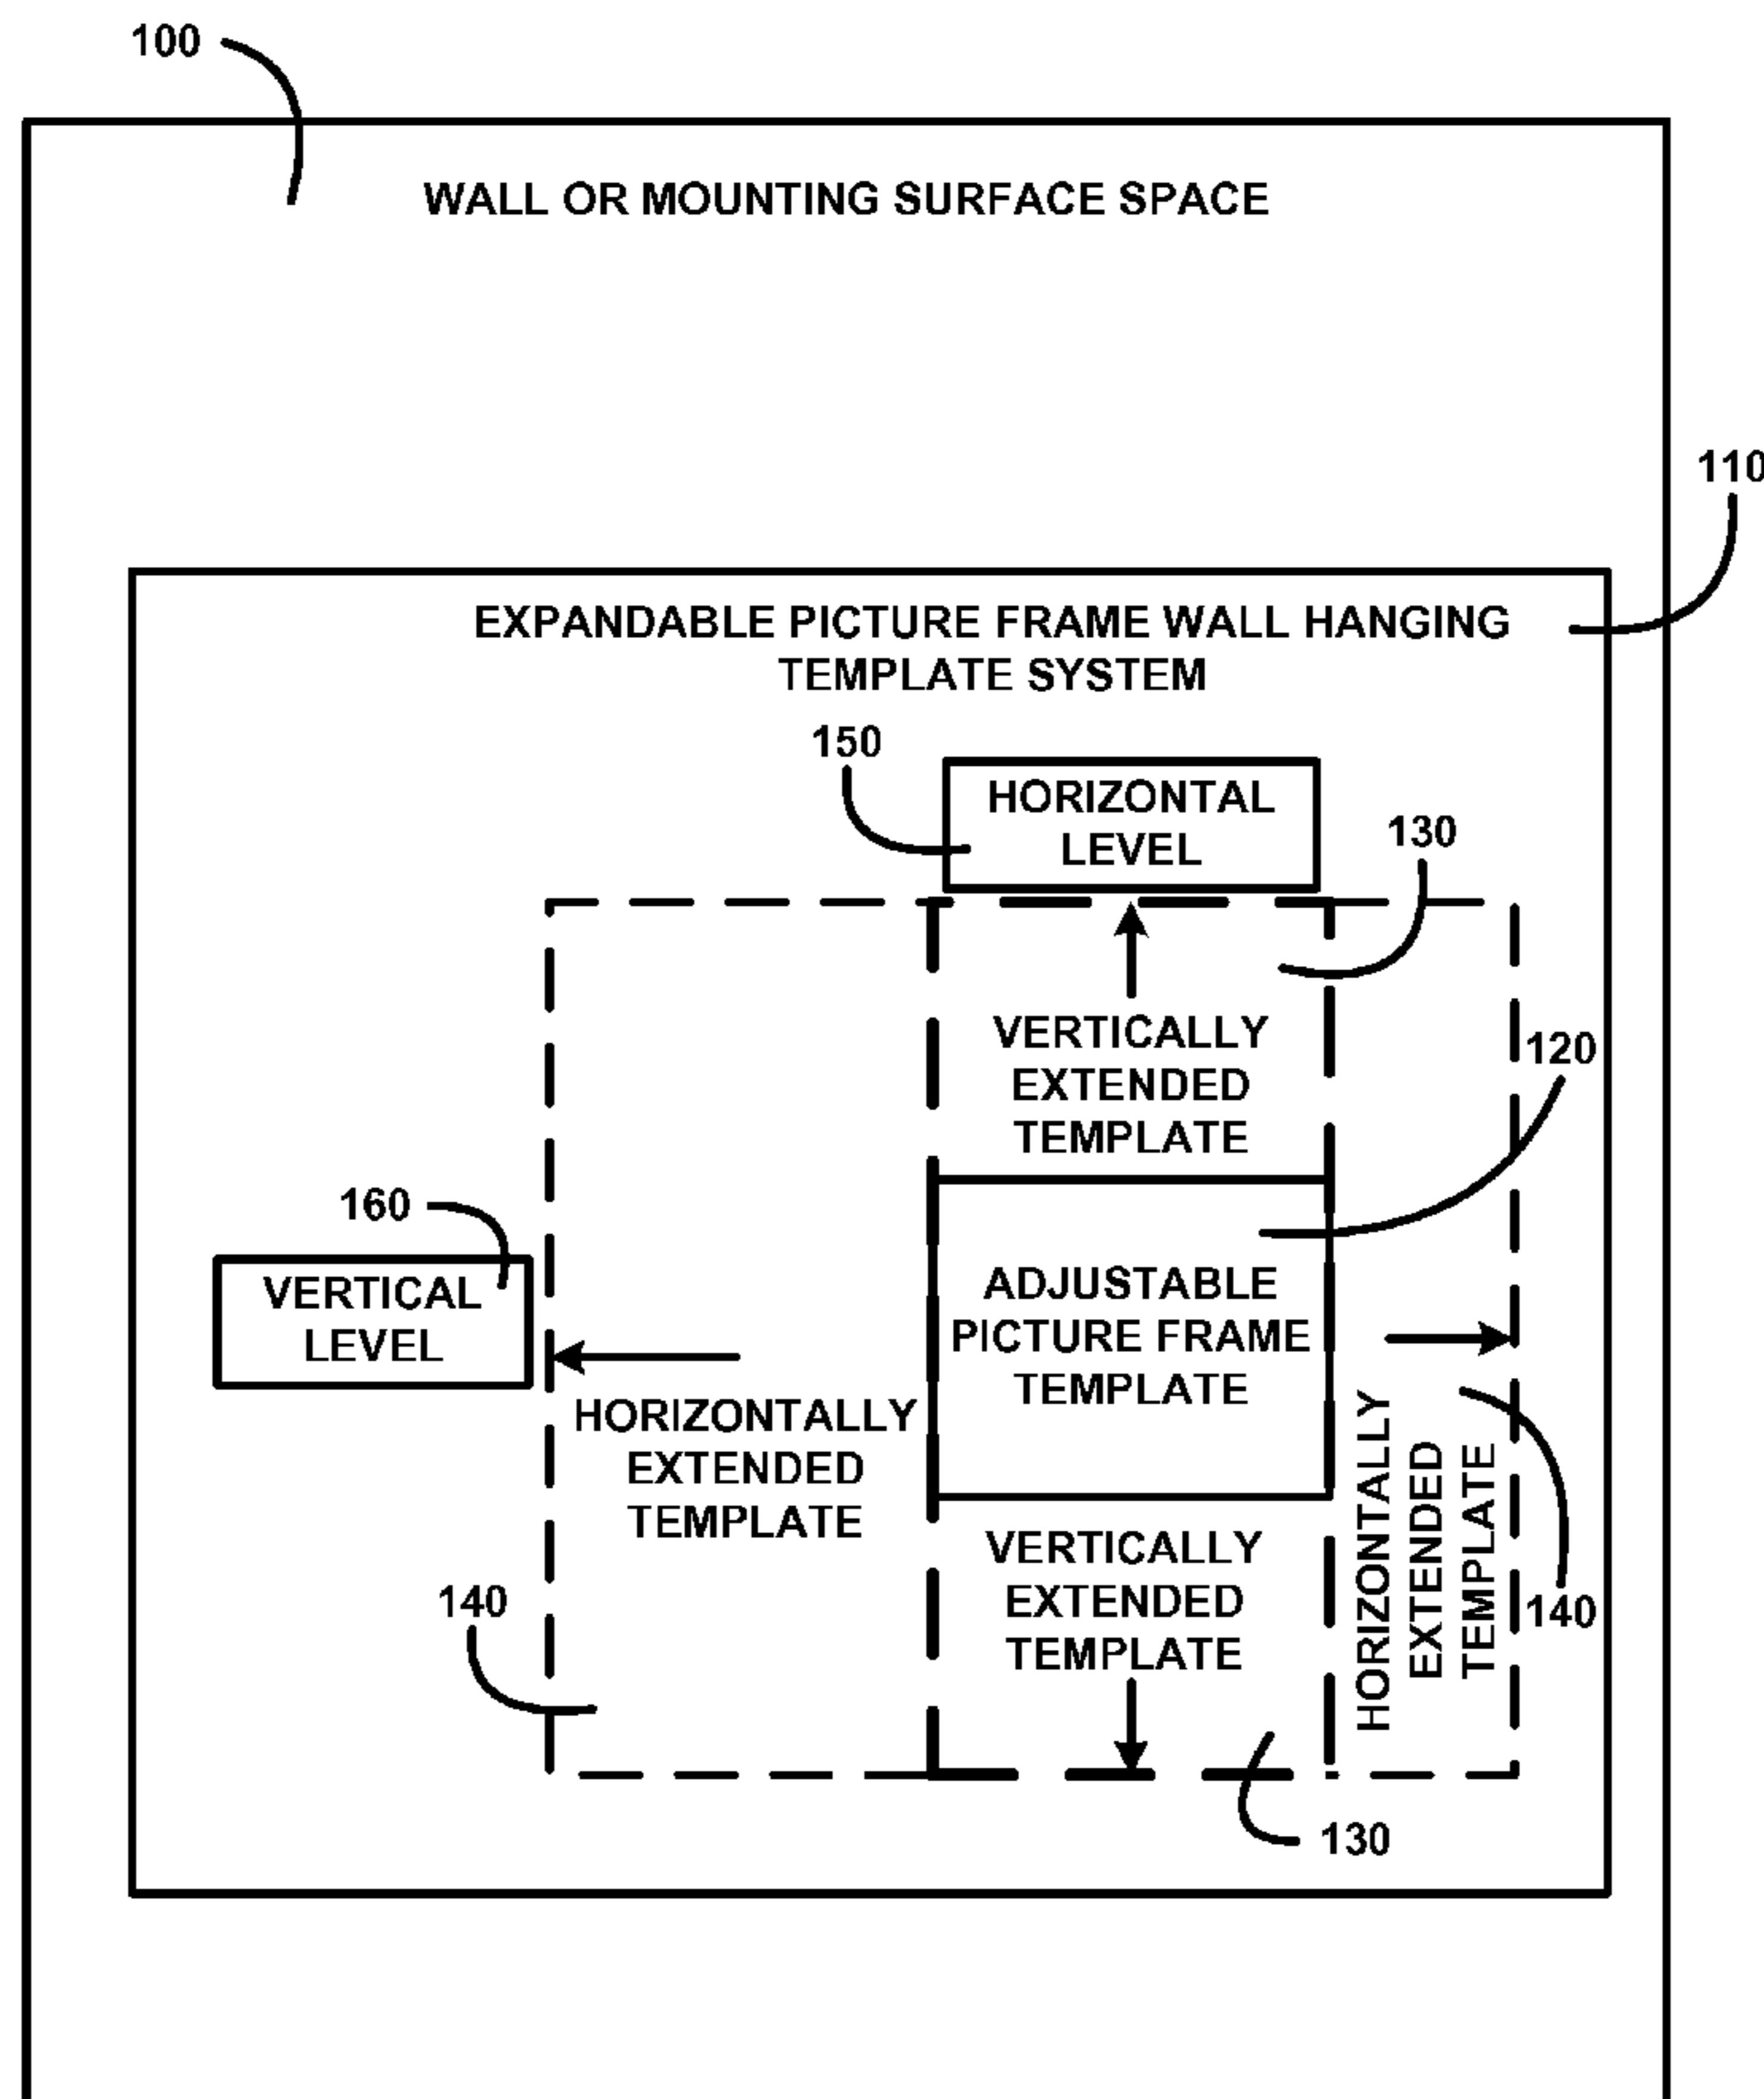 100
WALL OR MOUNTING SURFACE SPACE
110
EXPANDABLE PICTURE FRAME WALL HANGING
TEMPLATE SYSTEM
150
HORIZONTAL
LEVEL
130
VERTICALLY
EXTENDED
TEMPLATE
120
160
VERTICAL
LEVEL
ADJUSTABLE
PICTURE FRAME
TEMPLATE
HORIZONTALLY
EXTENDED
TEMPLATE
HORIZONTALLY
EXTENDED
TEMPLATE
VERTICALLY
EXTENDED
TEMPLATE
140
140
130